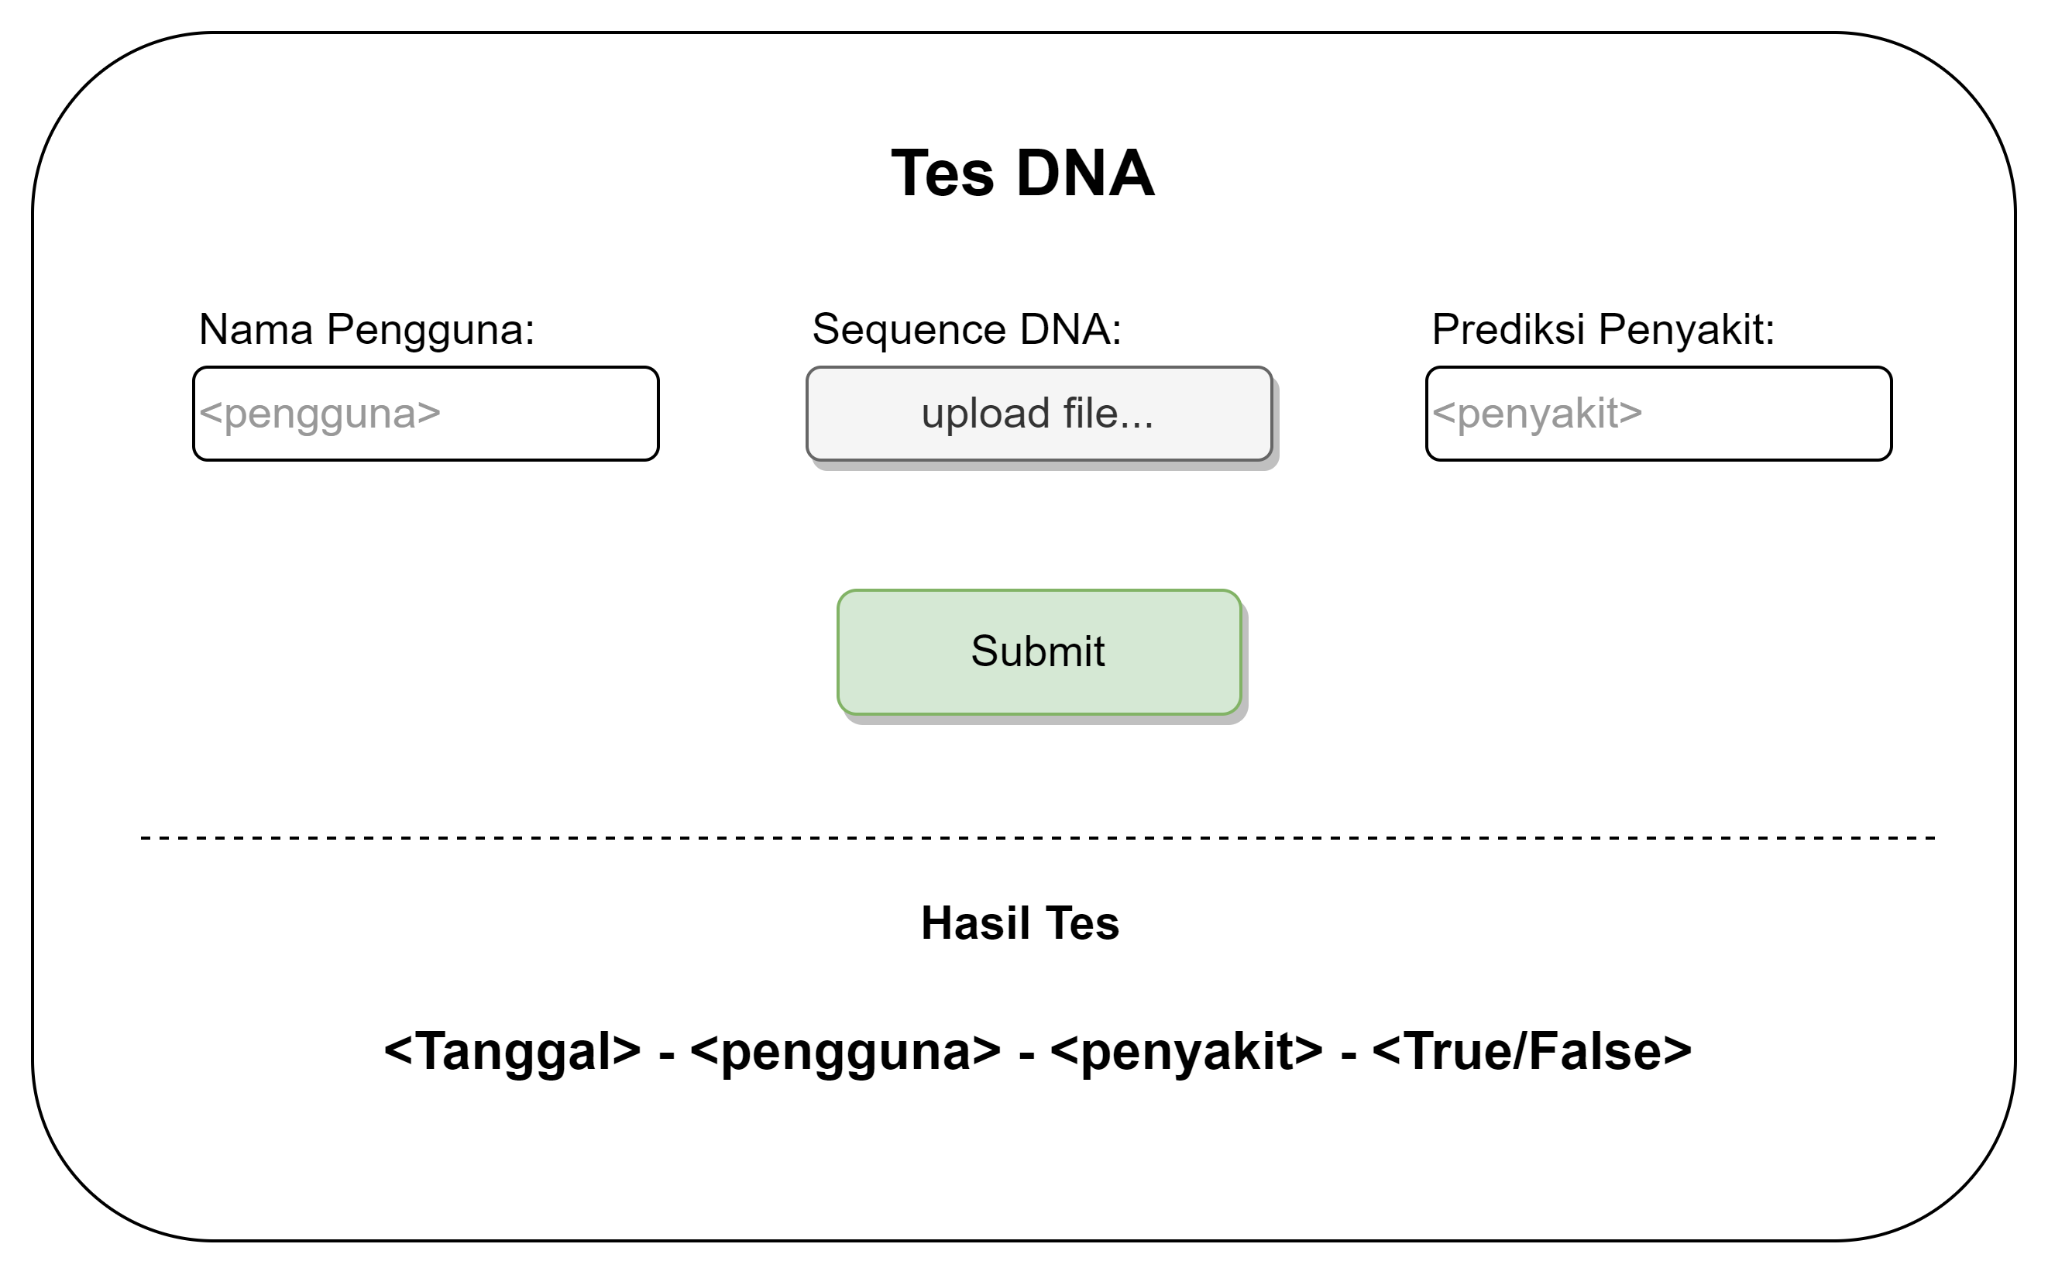 Tes DNA
Nama Pengguna:
Sequence DNA:
Prediksi Penyakit:
<pengguna>
upload file...
<penyakit>
Submit
Hasil Tes
<Tanggal> - <pengguna> - <penyakit> - <True/False>